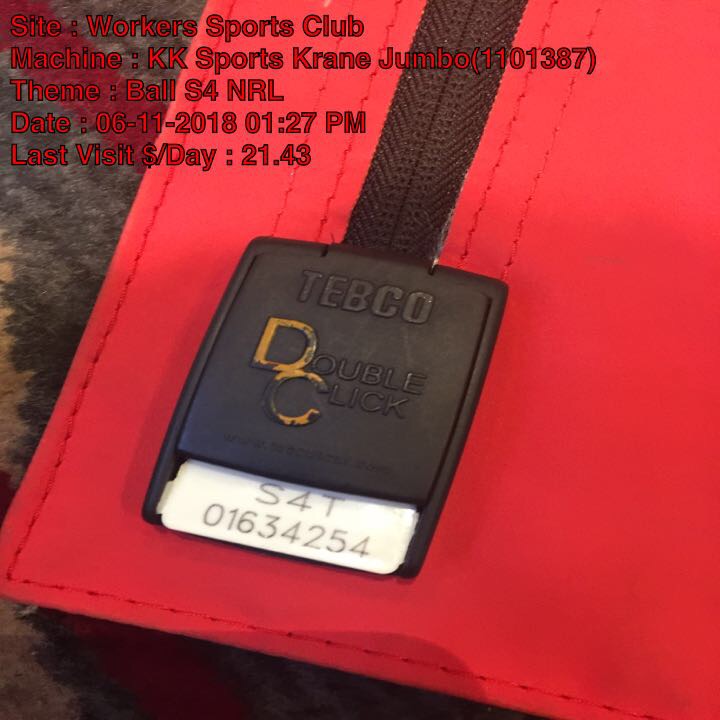 Site : Workers Sports Club
Machine : KK Sports Krane Jumbo(1101387)
Theme : Ball S4 NRL
Date : 06-11-2018 01:27 PM
Last Visit $/Day : 21.43
TEBCO
DOUBLE
CLICK
S4T
01634254